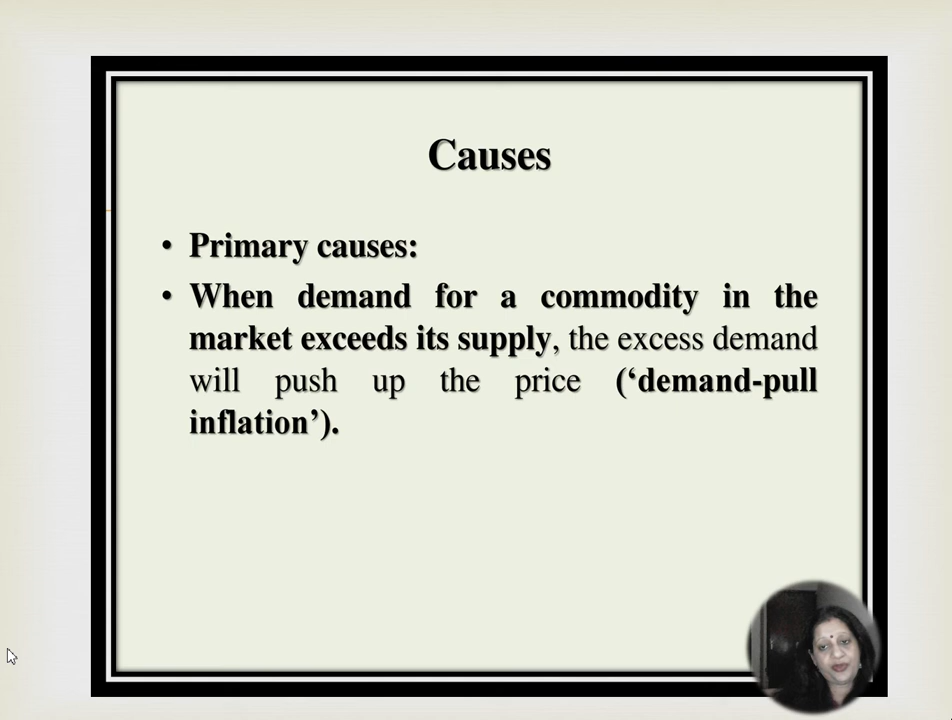 Causes
• Primary causes:
• When demand for a commodity in the
market exceeds its supply, the excess demand
will push up the price (‘demand-pull
inflation’).